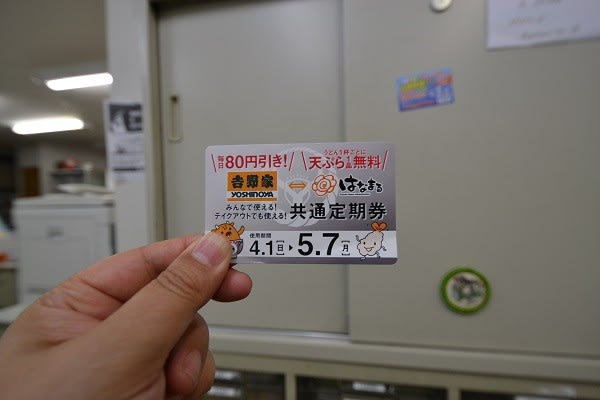 毎日80円引き!
うどん1杯ごとに
天ぷら1品無料
吉野家
YOSHINOYA
はなまる
みんなで使える!
テイクアウトでも使える!
共通定期券
使用期間
4.1[日] ▶ 5.7[月]